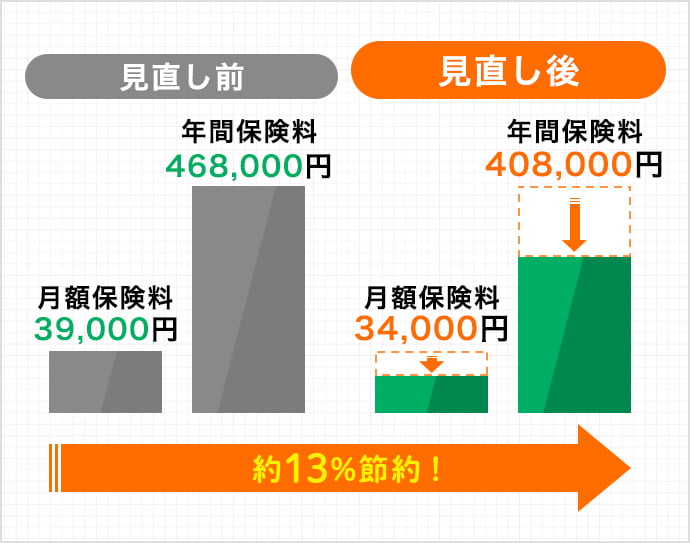 見直し前
年間保険料
468,000円
月額保険料
39,000円
見直し後
年間保険料
408,000円
月額保険料
34,000円
約13%節約！